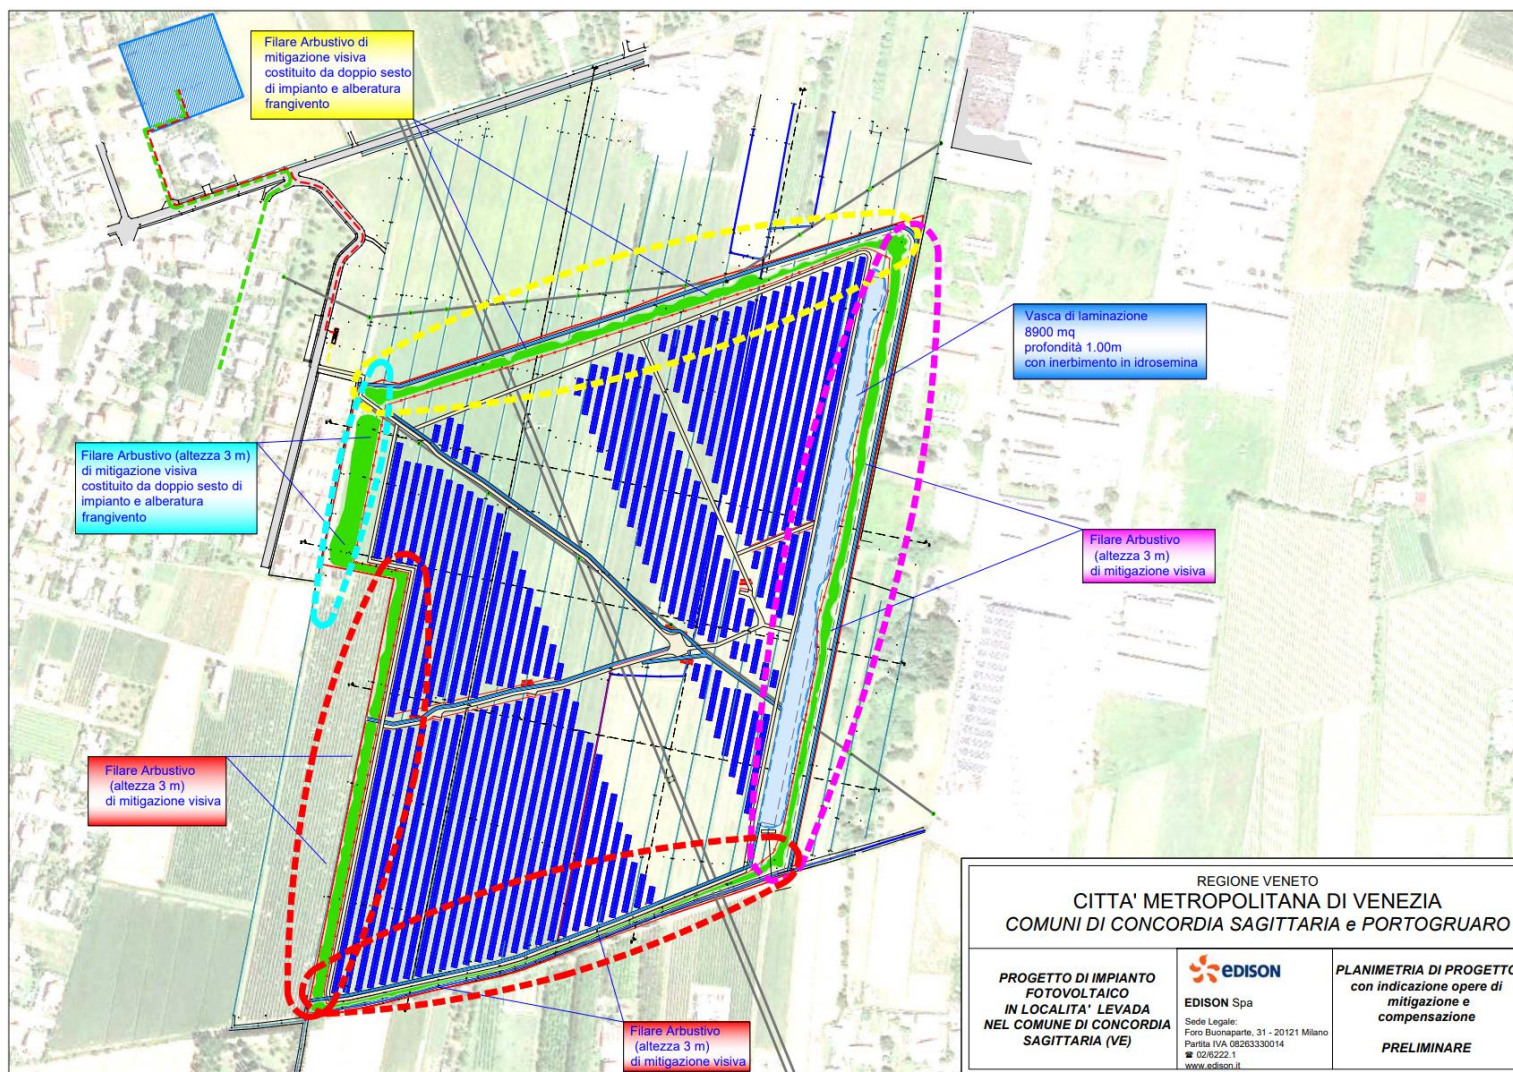 Filare Arbustivo di
mitigazione visiva
costituito da doppio sesto
di impianto e alberatura
frangivento
Vasca di laminazione
8900 mq
profondità 1.00m
con inerbimento in idrosemina
Filare Arbustivo (altezza 3 m)
di mitigazione visiva
costituito da doppio sesto di
impianto e alberatura
frangivento
Filare Arbustivo
(altezza 3 m)
di mitigazione visiva
Filare Arbustivo
(altezza 3 m)
di mitigazione visiva
Filare Arbustivo
(altezza 3 m)
di mitigazione visiva
REGIONE VENETO
CITTA' METROPOLITANA DI VENEZIA
COMUNI DI CONCORDIA SAGITTARIA e PORTOGRUARO
PROGETTO DI IMPIANTO
FOTOVOLTAICO
IN LOCALITA' LEVADA
NEL COMUNE DI CONCORDIA
SAGITTARIA (VE)
EDISON
EDISON Spa
Sede Legale:
Foro Buonaparte, 31 - 20121 Milano
Partita IVA 08263330014
☎ 02/6222.1
www.edison.it
PLANIMETRIA DI PROGETTO
con indicazione opere di
mitigazione e
compensazione
PRELIMINARE